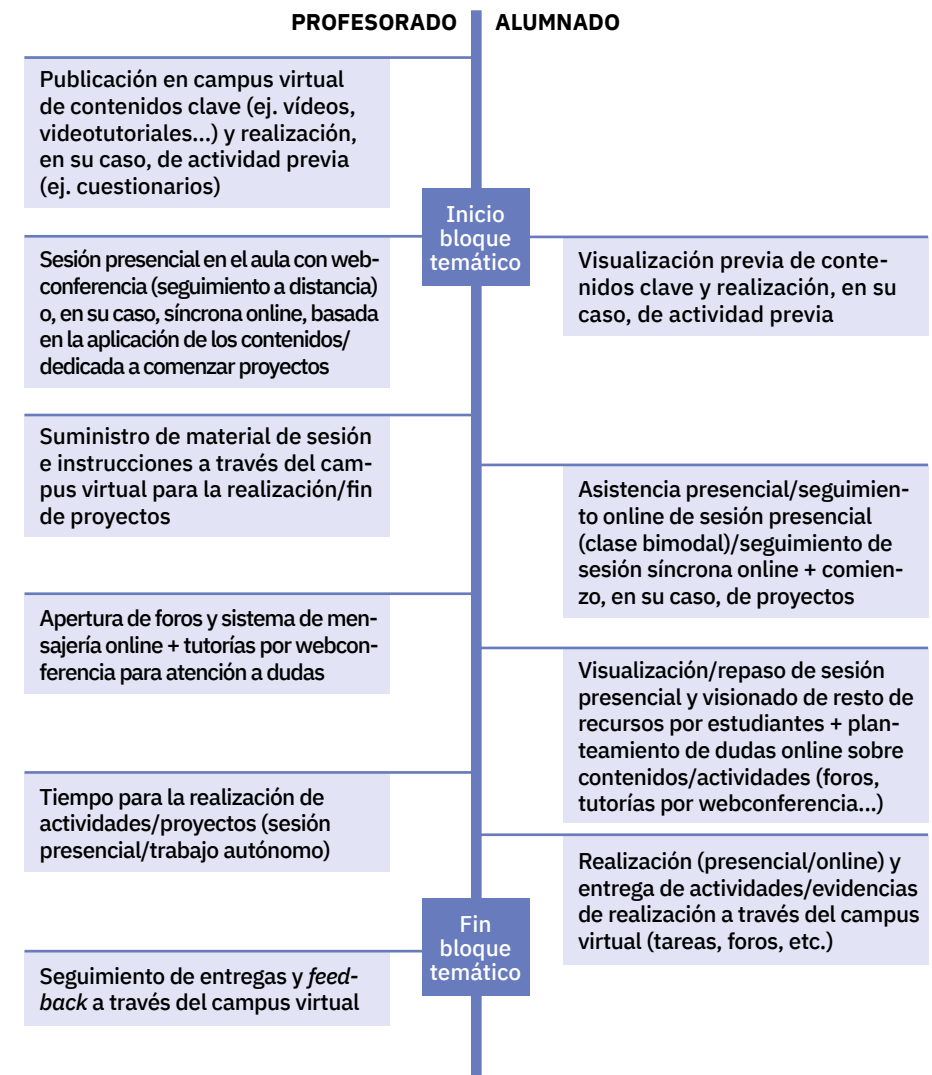 PROFESORADO
ALUMNADO
Publicación en campus virtual
de contenidos clave (ej. vídeos,
videotutoriales...) y realización,
en su caso, de actividad previa
(ej. cuestionarios)
Inicio
bloque
temático
Sesión presencial en el aula con web-
conferencia (seguimiento a distancia)
o, en su caso, síncrona online, basada
en la aplicación de los contenidos/
dedicada a comenzar proyectos
Visualización previa de conte-
nidos clave y realización, en su
caso, de actividad previa
Suministro de material de sesión
e instrucciones a través del cam-
pus virtual para la realización/fin
de proyectos
Asistencia presencial/seguimien-
to online de sesión presencial
(clase bimodal)/seguimiento de
sesión síncrona online + comien-
zo, en su caso, de proyectos
Apertura de foros y sistema de men-
sajería online + tutorías por webcon-
ferencia para atención a dudas
Visualización/repaso de sesión
presencial y visionado de resto de
recursos por estudiantes + plan-
teamiento de dudas online sobre
contenidos/actividades (foros,
tutorías por webconferencia...)
Tiempo para la realización de
actividades/proyectos (sesión
presencial/trabajo autónomo)
Realización (presencial/online) y
entrega de actividades/evidencias
de realización a través del campus
virtual (tareas, foros, etc.)
Fin
bloque
temático
Seguimiento de entregas y feed-
back a través del campus virtual